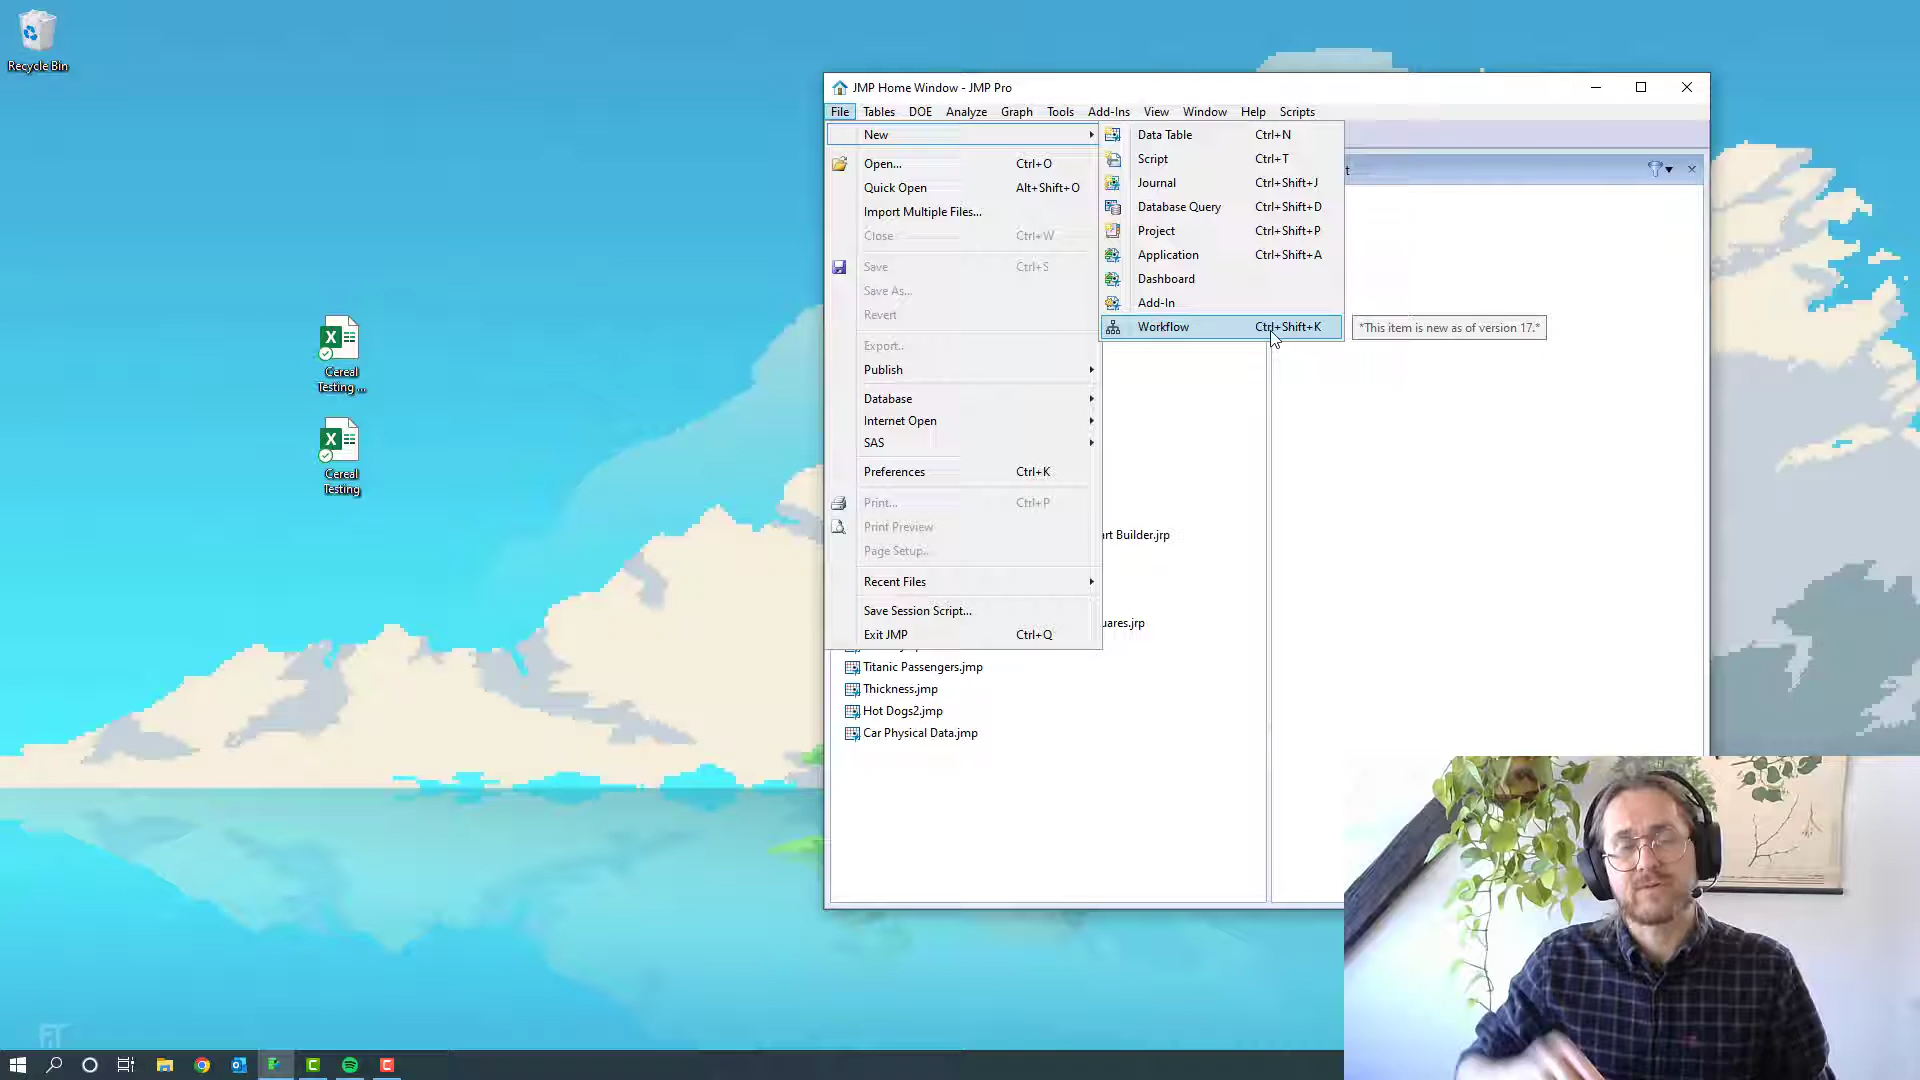 Recycle Bin
Cereal
Testing ...
Cereal
Testing
JMP Home Window - JMP Pro
File Tables DOE Analyze Graph Tools Add-Ins View Window Help Scripts
New
Open... Ctrl+O
Quick Open Alt+Shift+O
Import Multiple Files...
Close Ctrl+W
Save Ctrl+S
Save As...
Revert
Export..
Publish
Database
Internet Open
SAS
Preferences Ctrl+K
Print... Ctrl+P
Print Preview
Page Setup...
Recent Files
Save Session Script...
Exit JMP Ctrl+Q
Data Table Ctrl+N
Script Ctrl+T
Journal Ctrl+Shift+J
Database Query Ctrl+Shift+D
Project Ctrl+Shift+P
Application Ctrl+Shift+A
Dashboard
Add-In
Workflow Ctrl+Shift+K
*This item is new as of version 17.*
art Builder.jrp
uares.jrp
Titanic Passengers.jmp
Thickness.jmp
Hot Dogs2.jmp
Car Physical Data.jmp